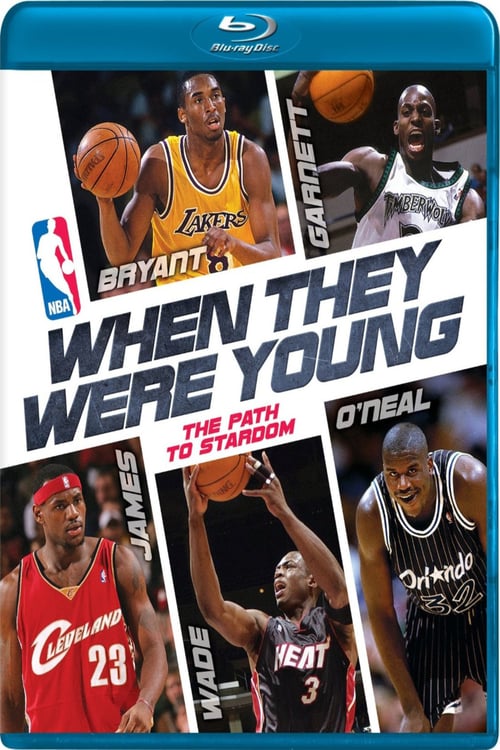 Blu-ray Disc
GARNETT
LAKERS
8
TIMBERWOLV
BRYANT
NBA
WHEN THEY
WERE YOUNG
THE PATH
TO STARDOM
O'NEAL
JAMES
Orlando
32
CLEVELAND
23
WADE
HEAT
3